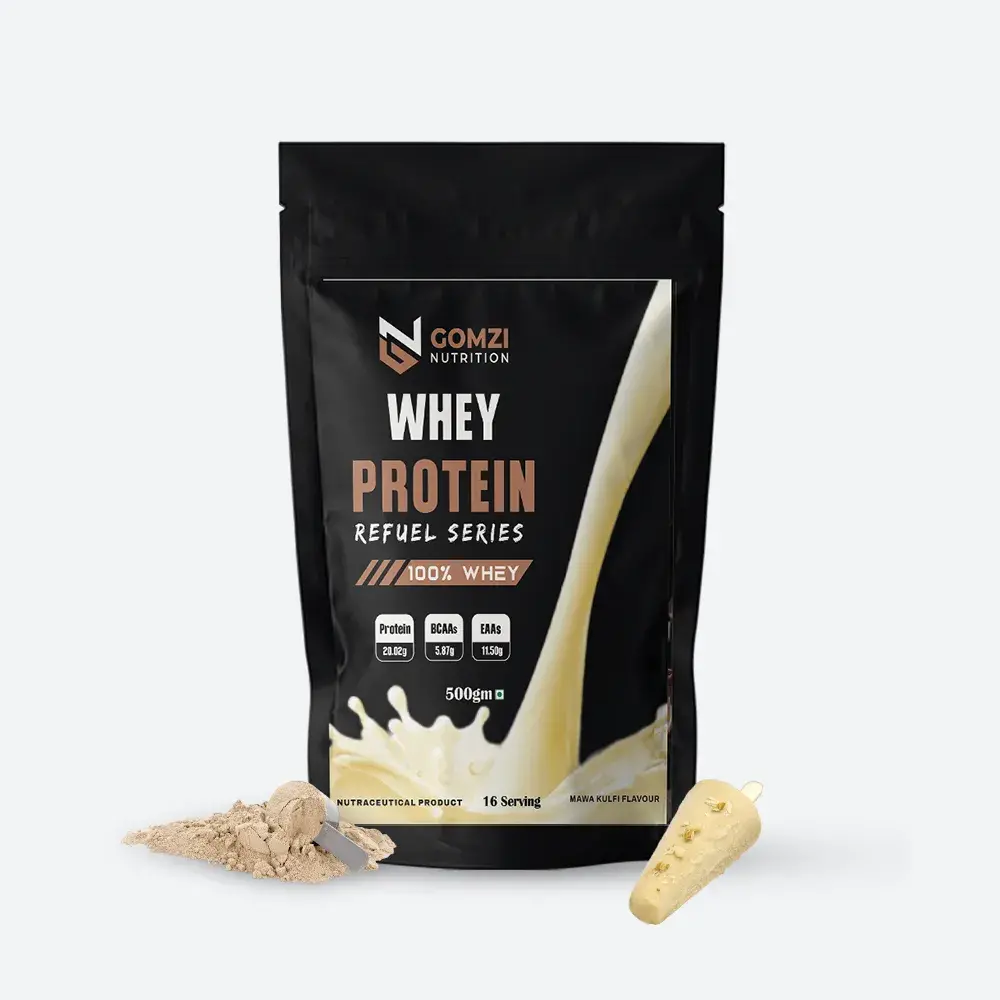 GOMZI
NUTRITION
WHEY
PROTEIN
REFUEL SERIES
100% WHEY
Protein BCAAs EAAs
20.02g 5.87g 11.50g
500gm
NUTRACEUTICAL PRODUCT 16 Serving MAWA KULFI FLAVOUR